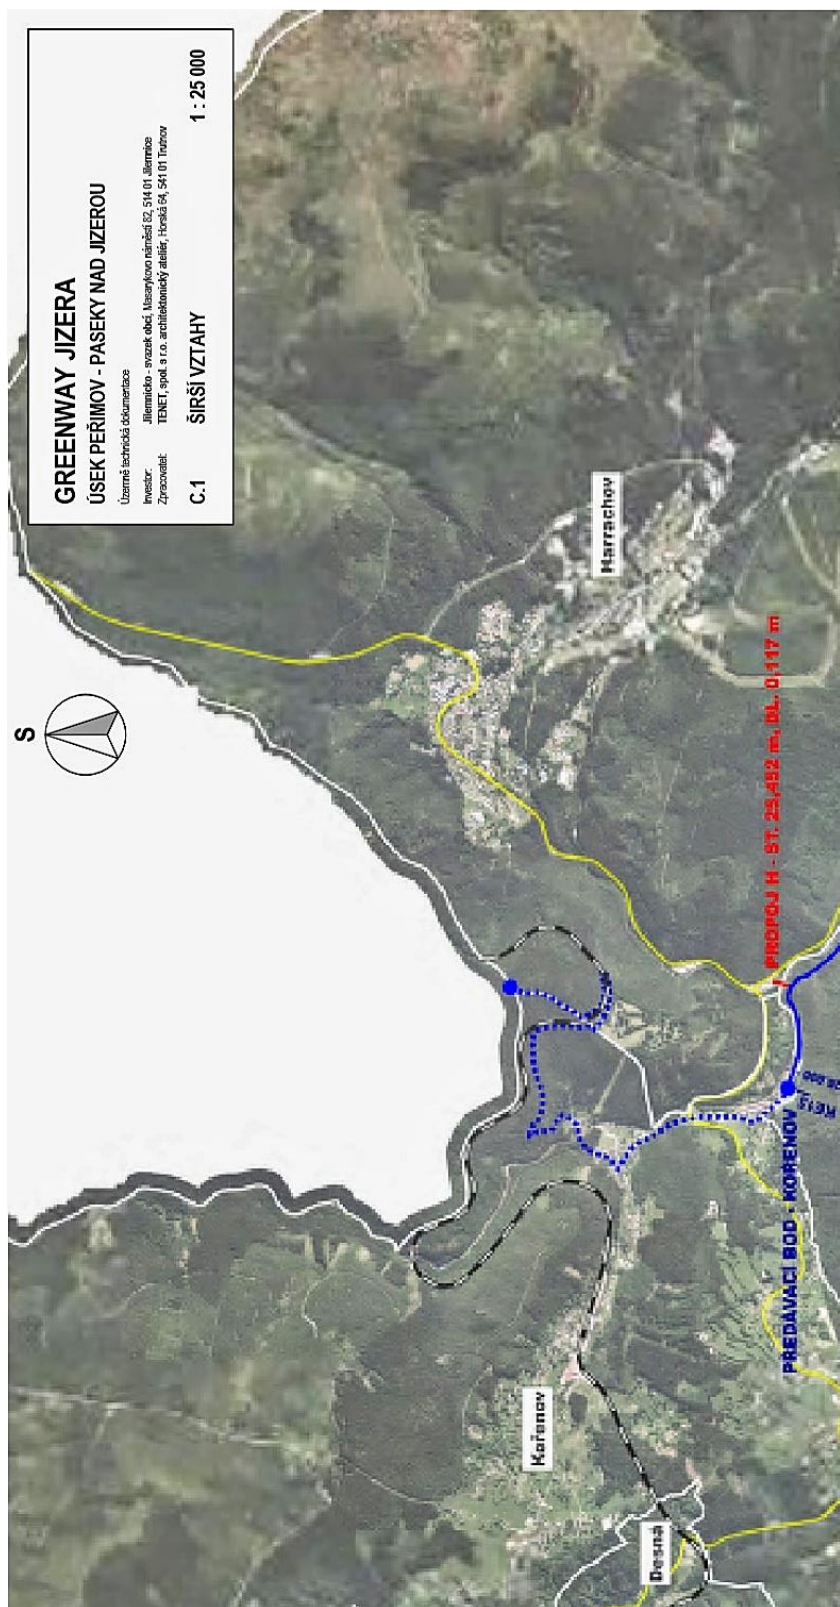 GREENWAY JIZERA
ÚSEK PEŘIMOV - PASEKY NAD JIZEROU
Územně technická dokumentace
Investor: Jilemnicko - svazek obcí, Masarykovo náměstí 82, 514 01 Jilemnice
Zpracovatel: TENET, spol. s r.o. architektonický ateliér, Horská 64, 541 01 Trutnov
C.1 ŠIRŠÍ VZTAHY 1 : 25 000
S
Harrachov
PROPOJ H - ST. 25,452 m, DL. 0,117 m
PŘEDÁVACÍ BOD - KOŘENOV
Kořenov
Desná